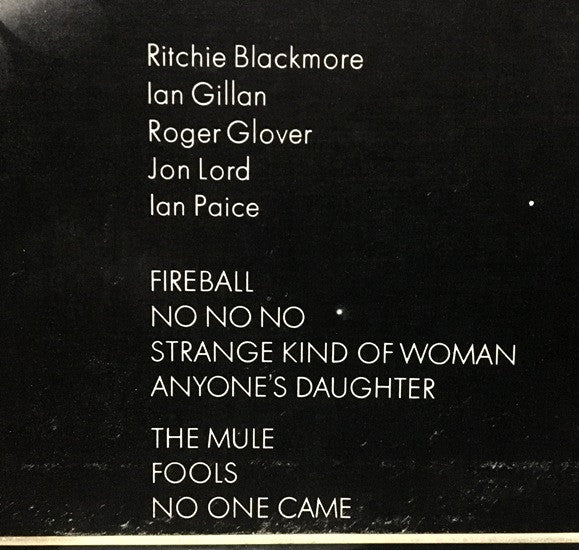 Ritchie Blackmore
Ian Gillan
Roger Glover
Jon Lord
Ian Paice
FIREBALL
NO NO NO
STRANGE KIND OF WOMAN
ANYONE'S DAUGHTER
THE MULE
FOOLS
NO ONE CAME